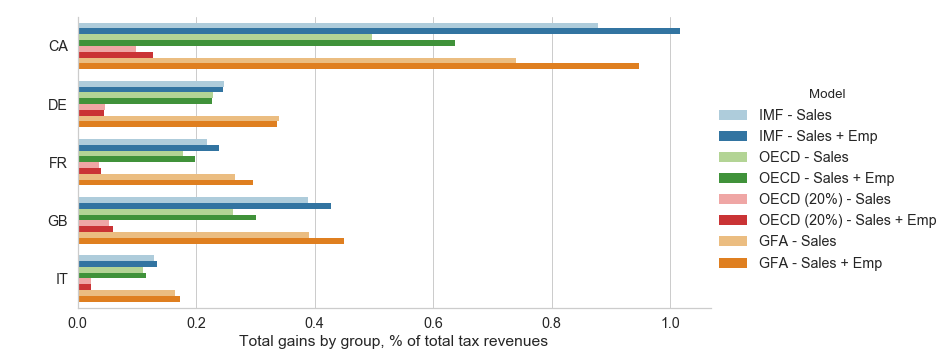 CA
DE
FR
GB
IT
0.0 0.2 0.4 0.6 0.8 1.0
Total gains by group, % of total tax revenues
Model
IMF - Sales
IMF - Sales + Emp
OECD - Sales
OECD - Sales + Emp
OECD (20%) - Sales
OECD (20%) - Sales + Emp
GFA - Sales
GFA - Sales + Emp